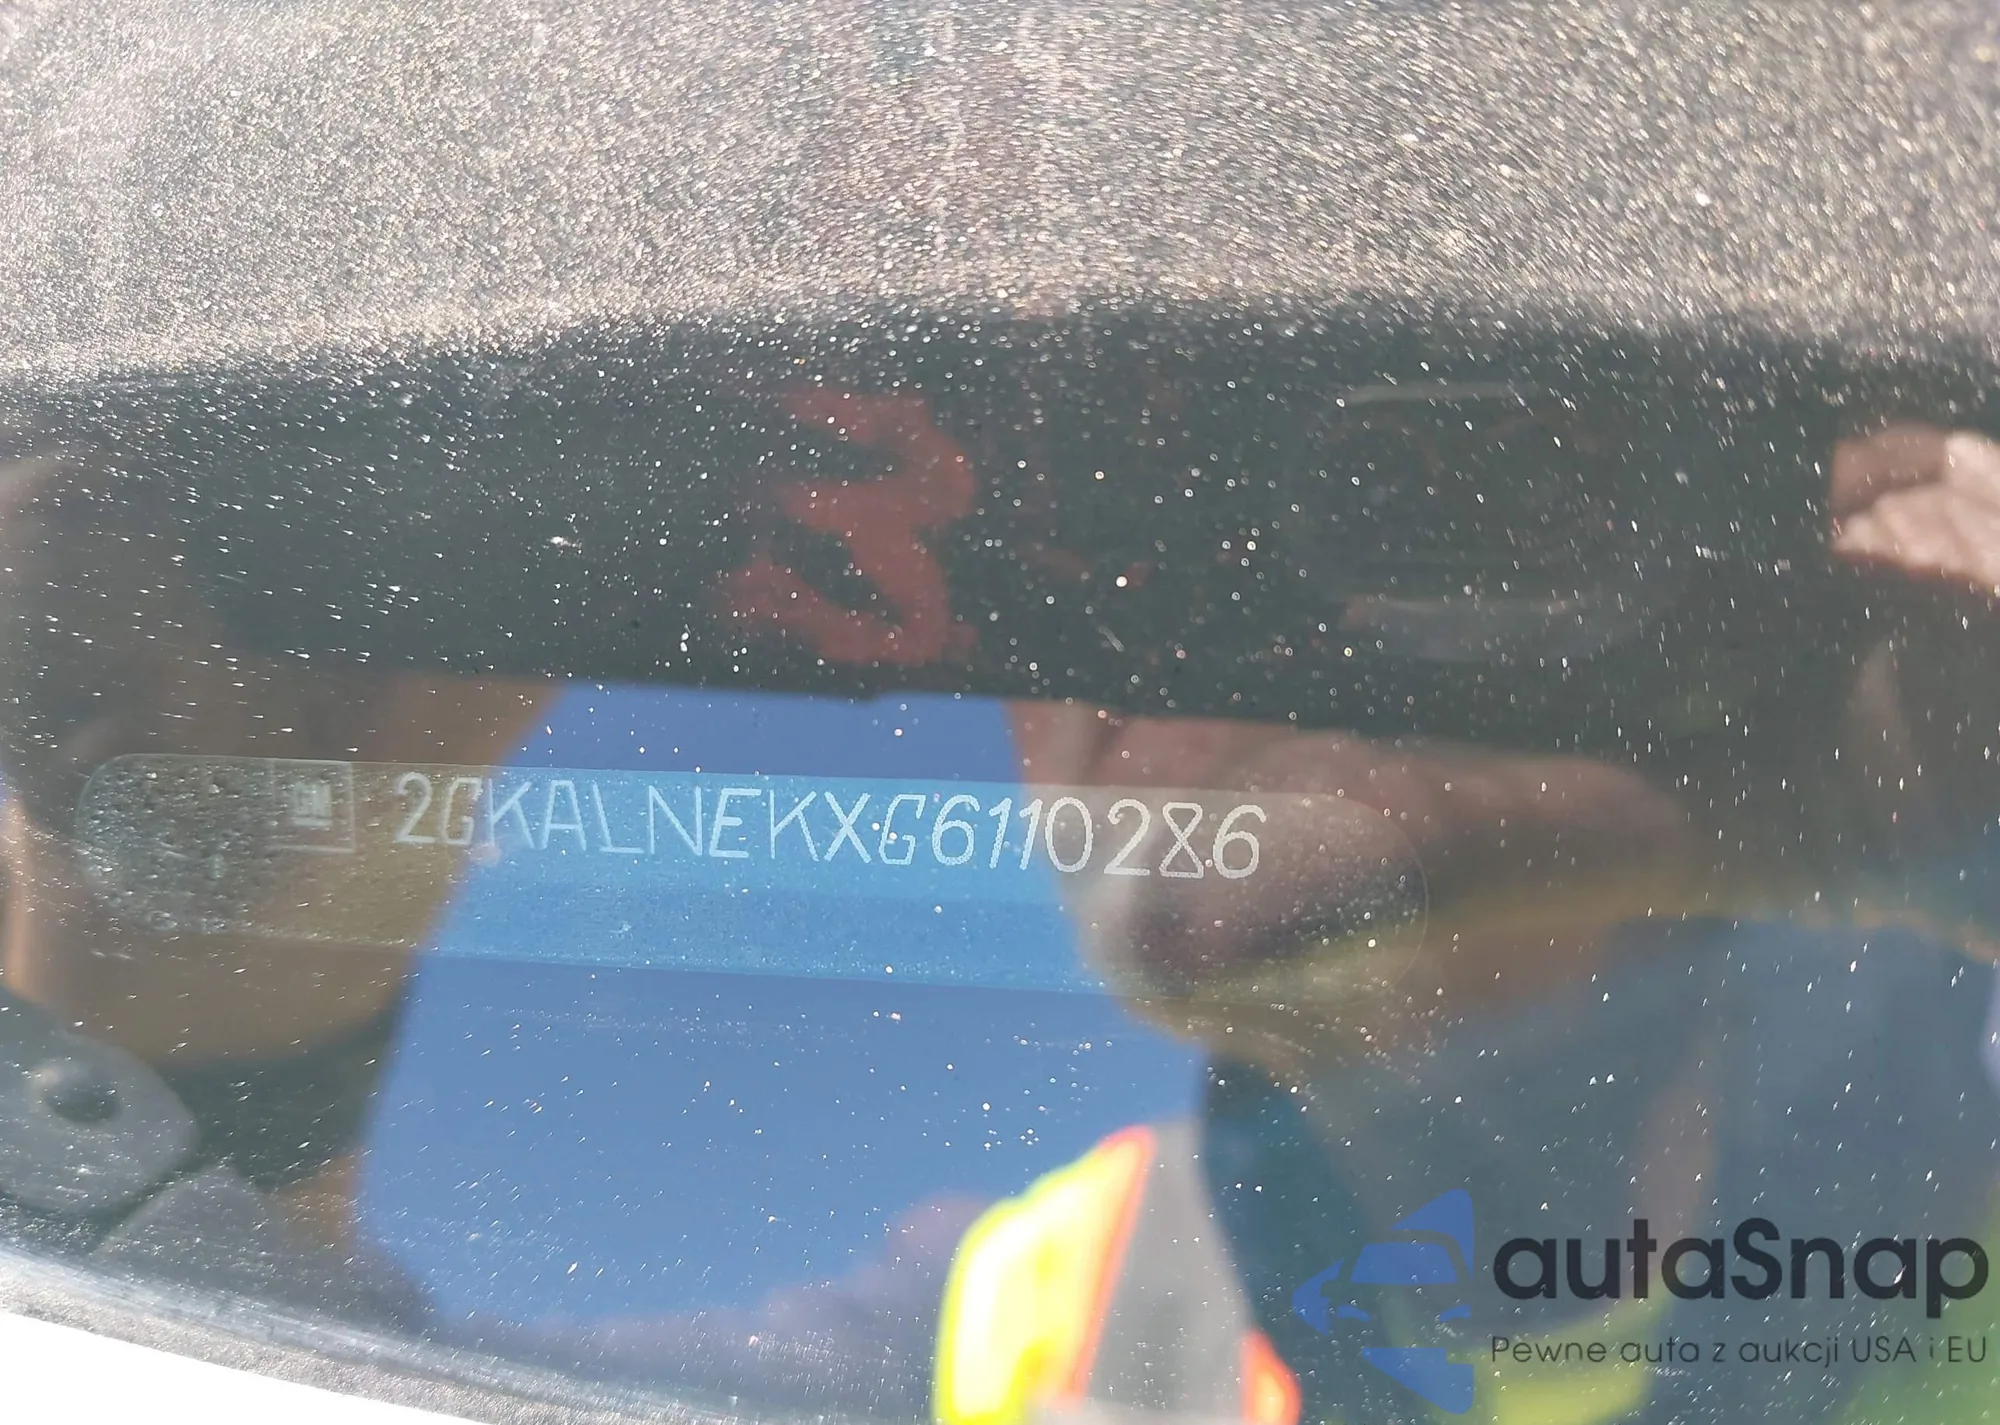 GM 2GKALNEKXG6110286
autaSnap
Pewne auta z aukcji USA i EU